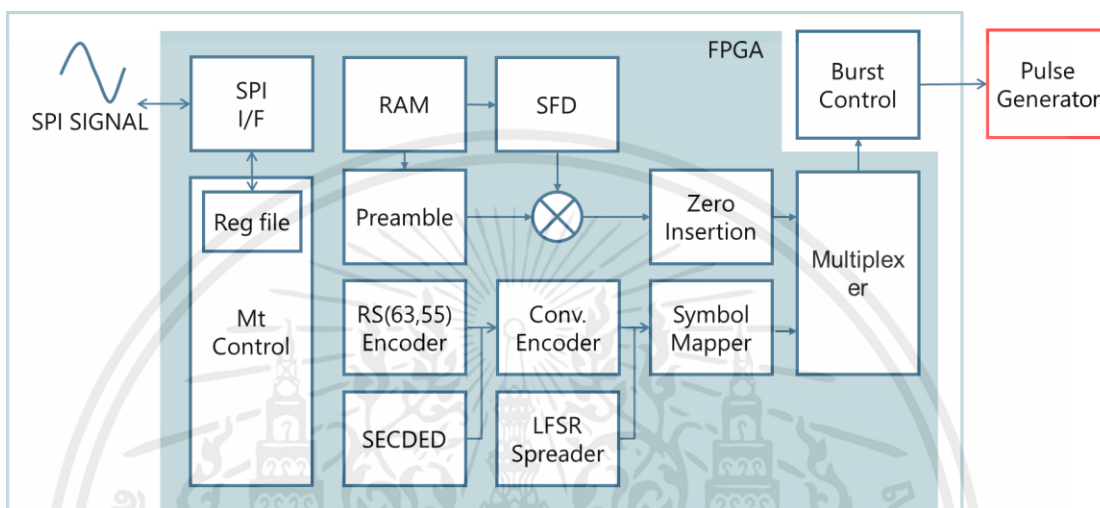 FPGA
SPI SIGNAL
SPI
I/F
RAM
SFD
Burst
Control
Pulse
Generator
Reg file
Mt
Control
Preamble
Zero
Insertion
Multiplex
er
RS(63,55)
Encoder
Conv.
Encoder
Symbol
Mapper
SECDED
LFSR
Spreader